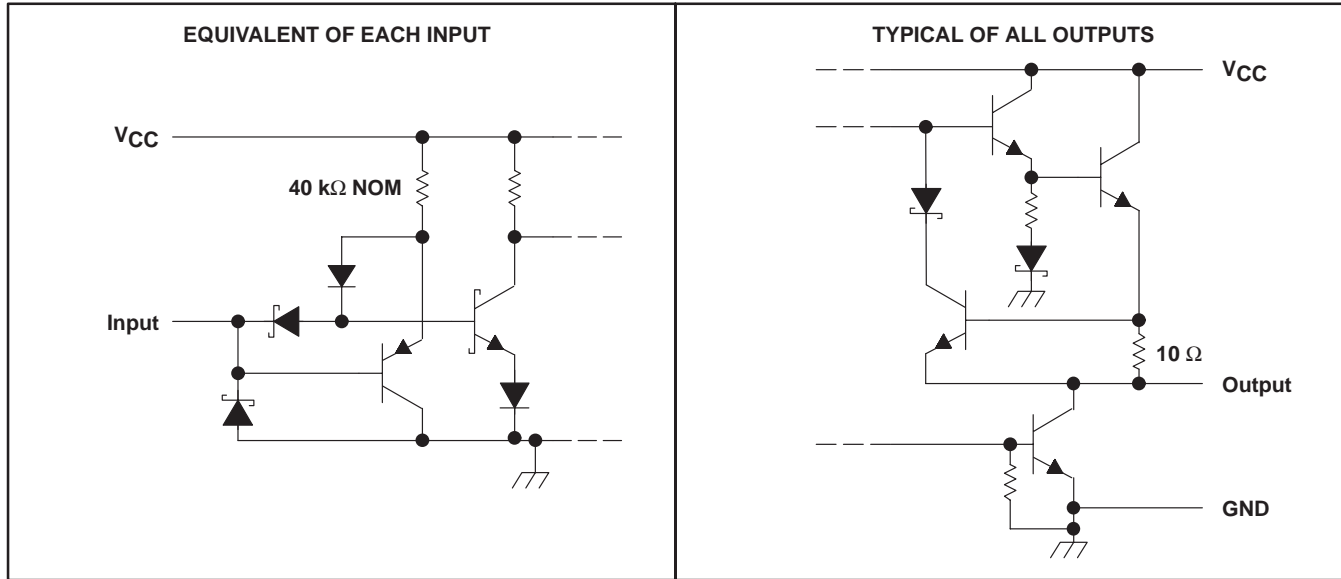 EQUIVALENT OF EACH INPUT
VCC
40 kΩ NOM
Input
TYPICAL OF ALL OUTPUTS
VCC
10 Ω
Output
GND